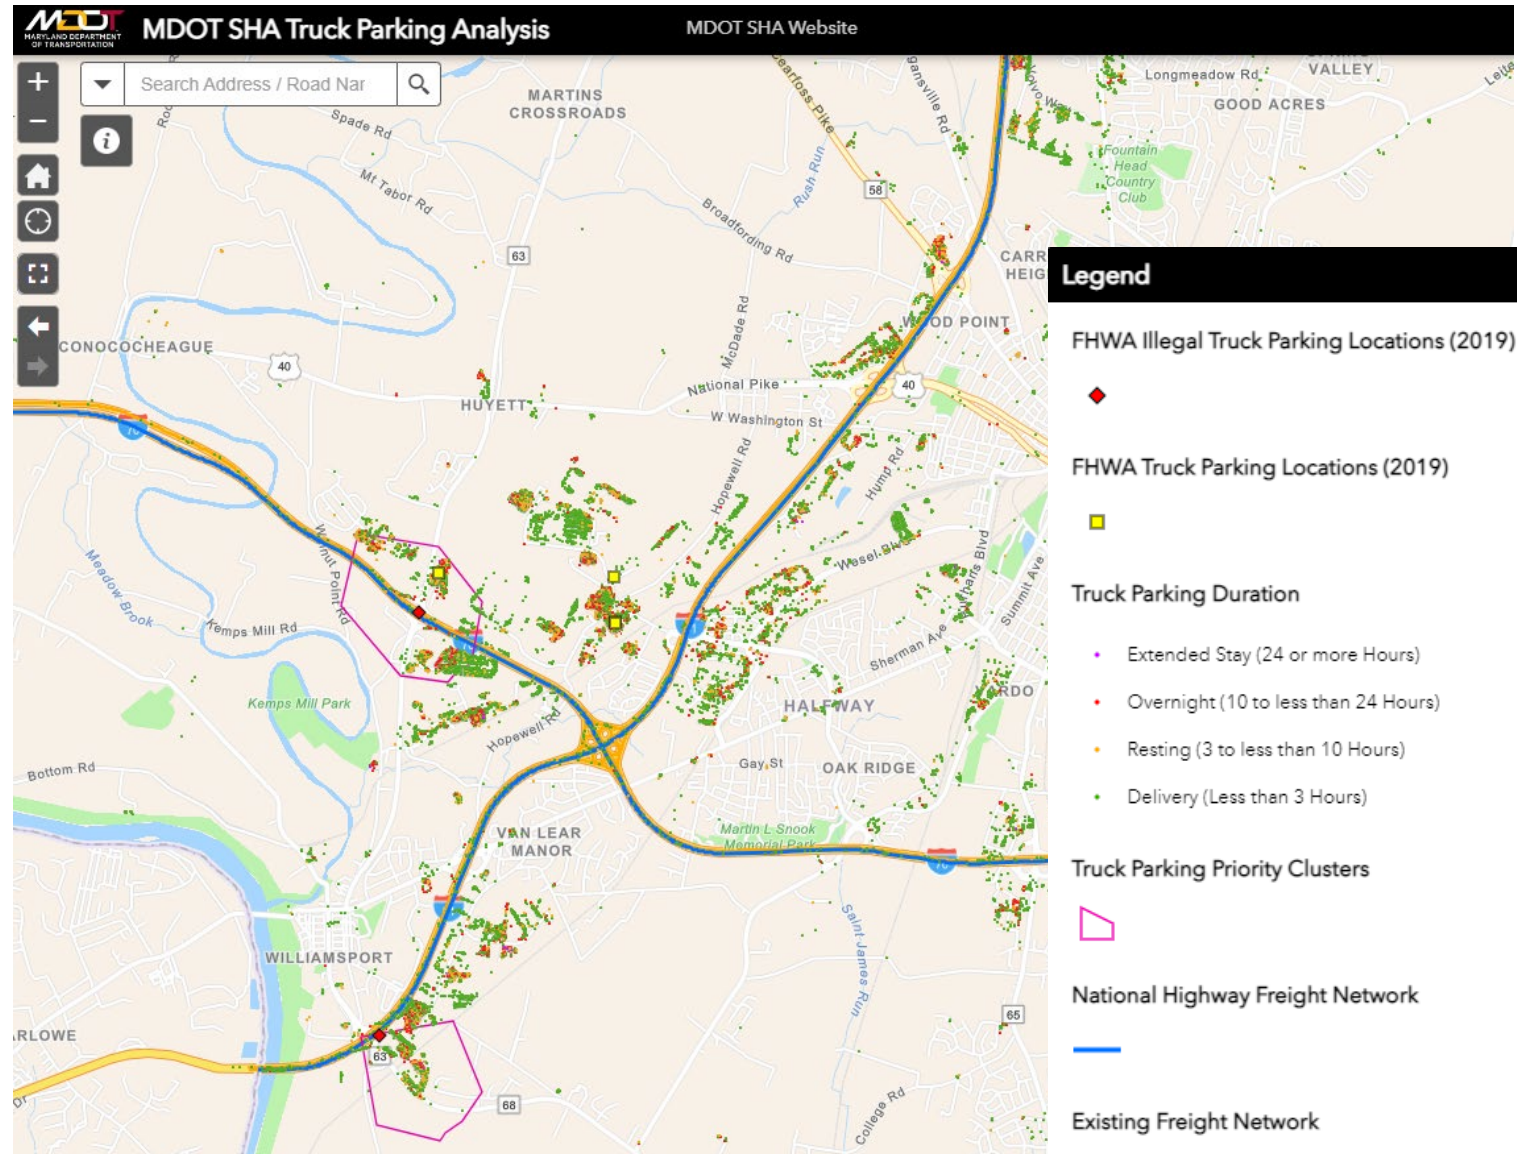 MDOT
MARYLAND DEPARTMENT
OF TRANSPORTATION
MDOT SHA Truck Parking Analysis
MDOT SHA Website
Search Address / Road Nar
MARTINS
CROSSROADS
Spade Rd
Mt Tabor Rd
Broadfording Rd
Rush Run
58
63
Longmeadow Rd
VALLEY
GOOD ACRES
Fountain
Head
Country
Club
CONOCOCHEAGUE
40
HUYETT
McDade Rd
National Pike
W Washington St
40
Hopewell Rd
Hump Rd
70
Meadow Brook
Kemps Mill Rd
Kemps Mill Park
Sherman Ave
Summit Ave
HALFWAY
Hopewell Rd
Gay St
OAK RIDGE
Bottom Rd
VAN LEAR
MANOR
Martin L Snook
Memorial Park
70
Saint James Run
WILLIAMSPORT
63
68
65
College Rd
Legend
FHWA Illegal Truck Parking Locations (2019)
FHWA Truck Parking Locations (2019)
Truck Parking Duration
Extended Stay (24 or more Hours)
Overnight (10 to less than 24 Hours)
Resting (3 to less than 10 Hours)
Delivery (Less than 3 Hours)
Truck Parking Priority Clusters
National Highway Freight Network
Existing Freight Network